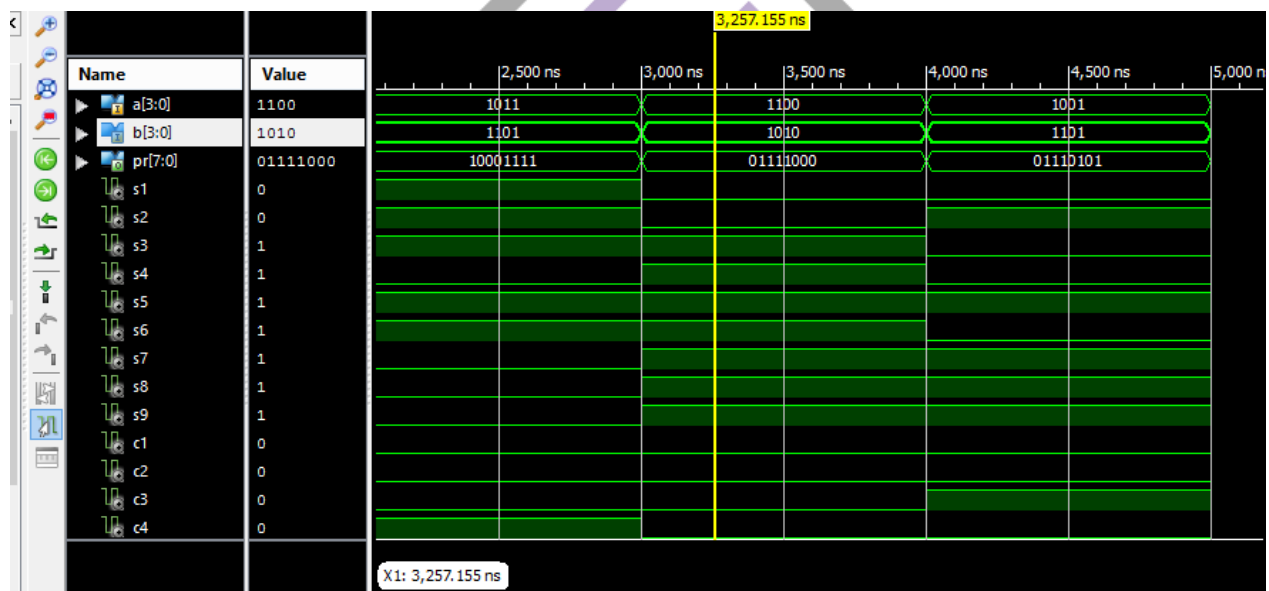 3,257.155 ns
Name Value
2,500 ns 3,000 ns 3,500 ns 4,000 ns 4,500 ns 5,000 n
a[3:0] 1100 1011 1100 1001
b[3:0] 1010 1101 1010 1101
pr[7:0] 01111000 10001111 01111000 01110101
s1 0
s2 0
s3 1
s4 1
s5 1
s6 1
s7 1
s8 1
s9 1
c1 0
c2 0
c3 0
c4 0
X1: 3,257.155 ns